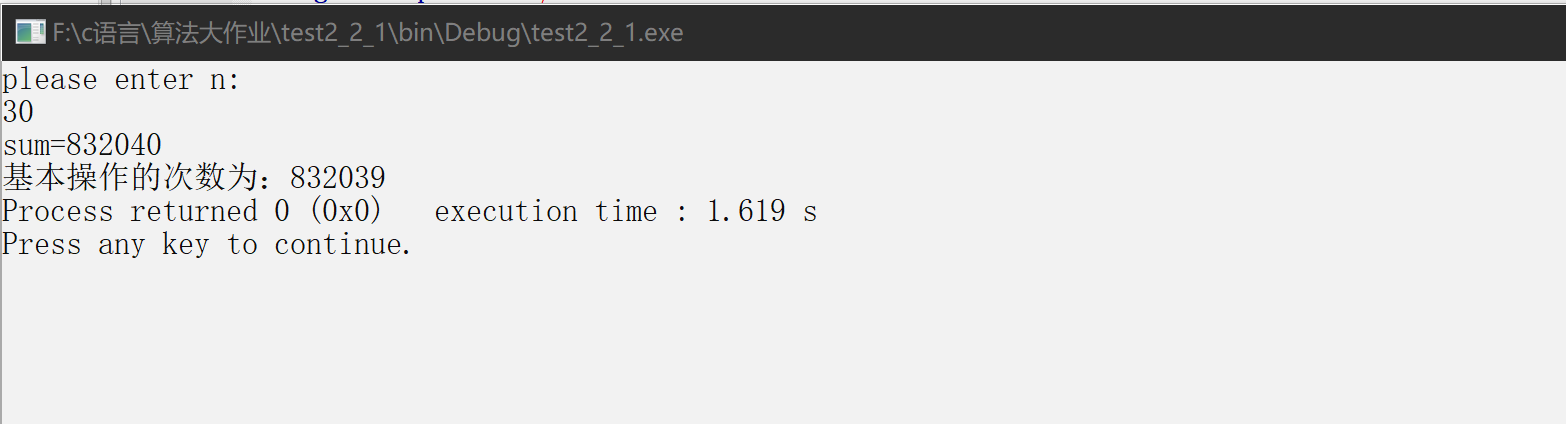 F:\c语言\算法大作业\test2_2_1\bin\Debug\test2_2_1.exe
please enter n:
30
sum=832040
基本操作的次数为：832039
Process returned 0 (0x0)   execution time : 1.619 s
Press any key to continue.